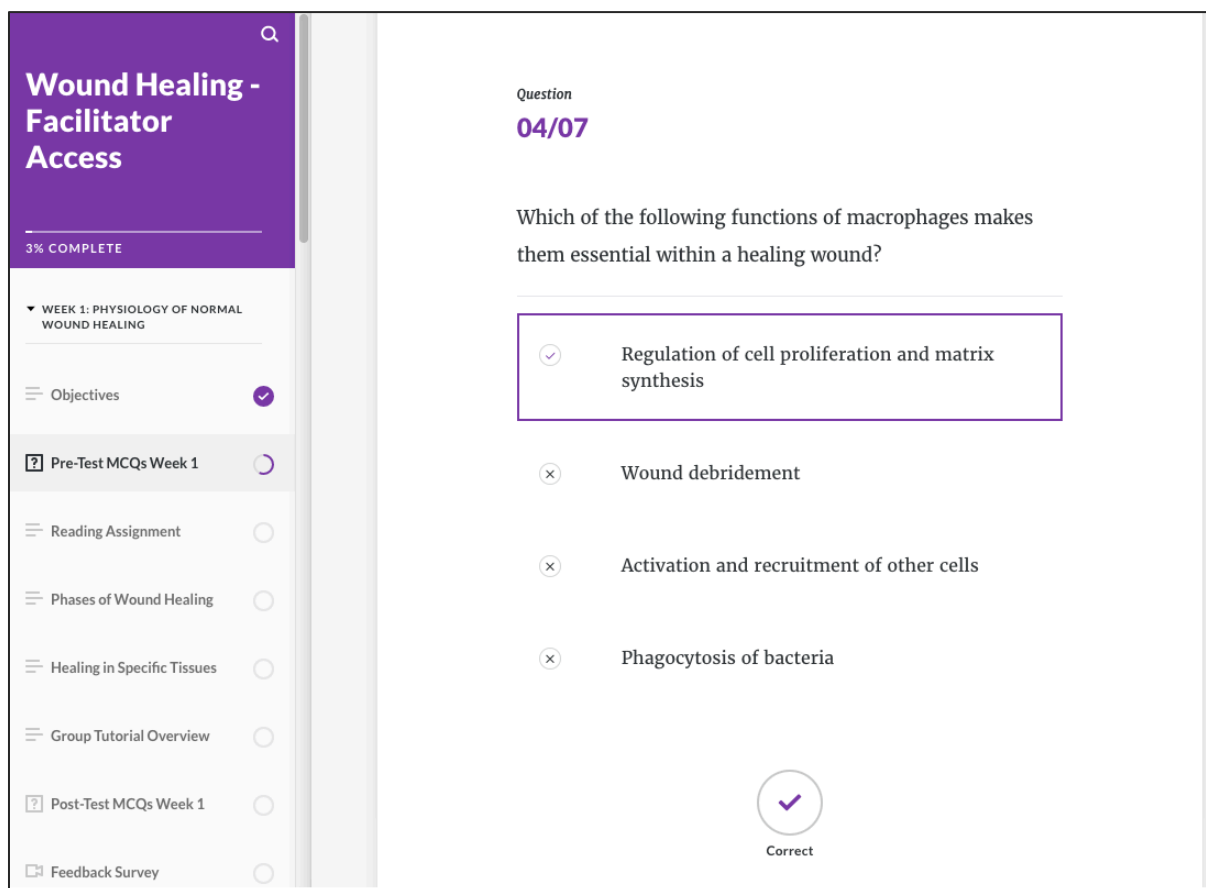 Wound Healing -
Facilitator
Access
3% COMPLETE
WEEK 1: PHYSIOLOGY OF NORMAL
WOUND HEALING
Objectives
Pre-Test MCQs Week 1
Reading Assignment
Phases of Wound Healing
Healing in Specific Tissues
Group Tutorial Overview
Post-Test MCQs Week 1
Feedback Survey
Question
04/07
Which of the following functions of macrophages makes
them essential within a healing wound?
Regulation of cell proliferation and matrix
synthesis
Wound debridement
Activation and recruitment of other cells
Phagocytosis of bacteria
Correct